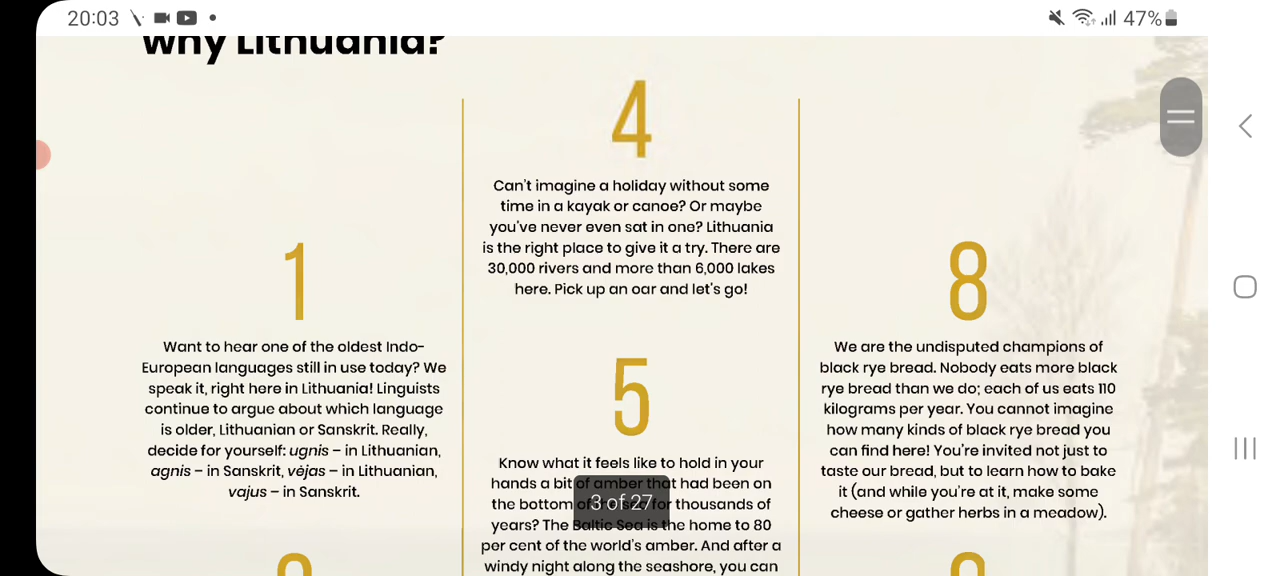 20:03
47%
Why Lithuania?
1
Want to hear one of the oldest Indo-
European languages still in use today? We
speak it, right here in Lithuania! Linguists
continue to argue about which language
is older, Lithuanian or Sanskrit. Really,
decide for yourself: ugnis – in Lithuanian,
agnis – in Sanskrit, vėjas – in Lithuanian,
vajus – in Sanskrit.
4
Can't imagine a holiday without some
time in a kayak or canoe? Or maybe
you've never even sat in one? Lithuania
is the right place to give it a try. There are
30,000 rivers and more than 6,000 lakes
here. Pick up an oar and let's go!
5
Know what it feels like to hold in your
hands a bit of amber that had been on
the bottom of the sea for thousands of
years? The Baltic Sea is the home to 80
per cent of the world's amber. And after a
windy night along the seashore, you can
3 of 27
8
We are the undisputed champions of
black rye bread. Nobody eats more black
rye bread than we do; each of us eats 110
kilograms per year. You cannot imagine
how many kinds of black rye bread you
can find here! You're invited not just to
taste our bread, but to learn how to bake
it (and while you're at it, make some
cheese or gather herbs in a meadow).